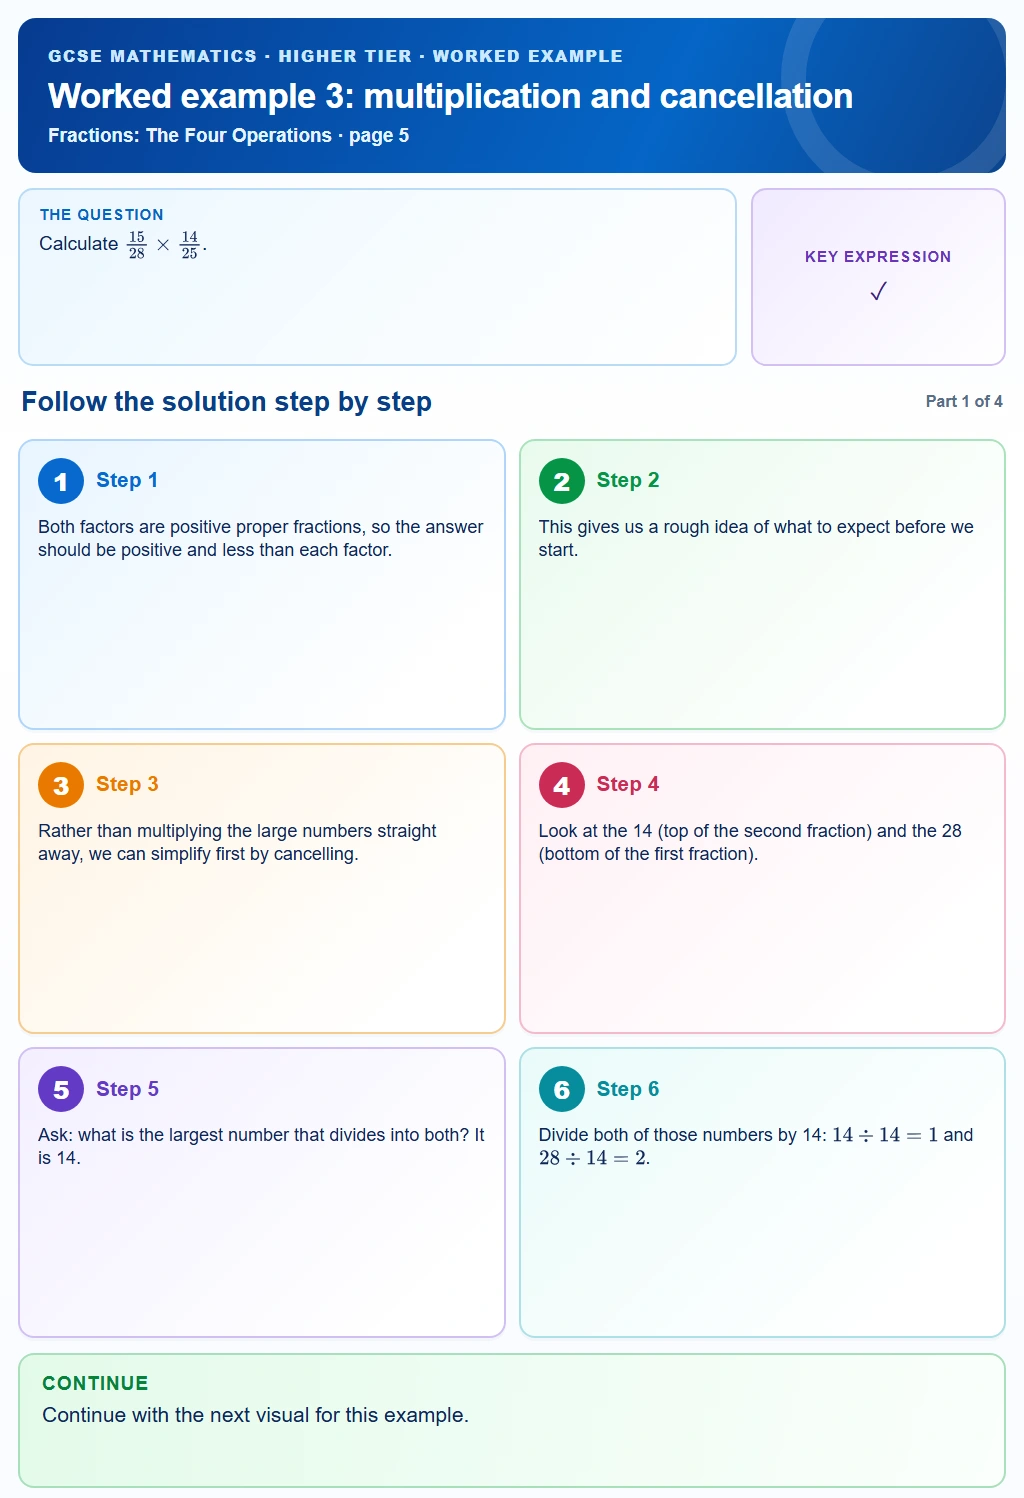 GCSE MATHEMATICS · HIGHER TIER · WORKED EXAMPLE
Worked example 3: multiplication and cancellation
Fractions: The Four Operations · page 5
THE QUESTION
Calculate 15/28 × 14/25.
KEY EXPRESSION
✓
Follow the solution step by step
Part 1 of 4
1 Step 1
Both factors are positive proper fractions, so the answer
should be positive and less than each factor.
2 Step 2
This gives us a rough idea of what to expect before we
start.
3 Step 3
Rather than multiplying the large numbers straight
away, we can simplify first by cancelling.
4 Step 4
Look at the 14 (top of the second fraction) and the 28
(bottom of the first fraction).
5 Step 5
Ask: what is the largest number that divides into both? It
is 14.
6 Step 6
Divide both of those numbers by 14: 14 ÷ 14 = 1 and
28 ÷ 14 = 2.
CONTINUE
Continue with the next visual for this example.